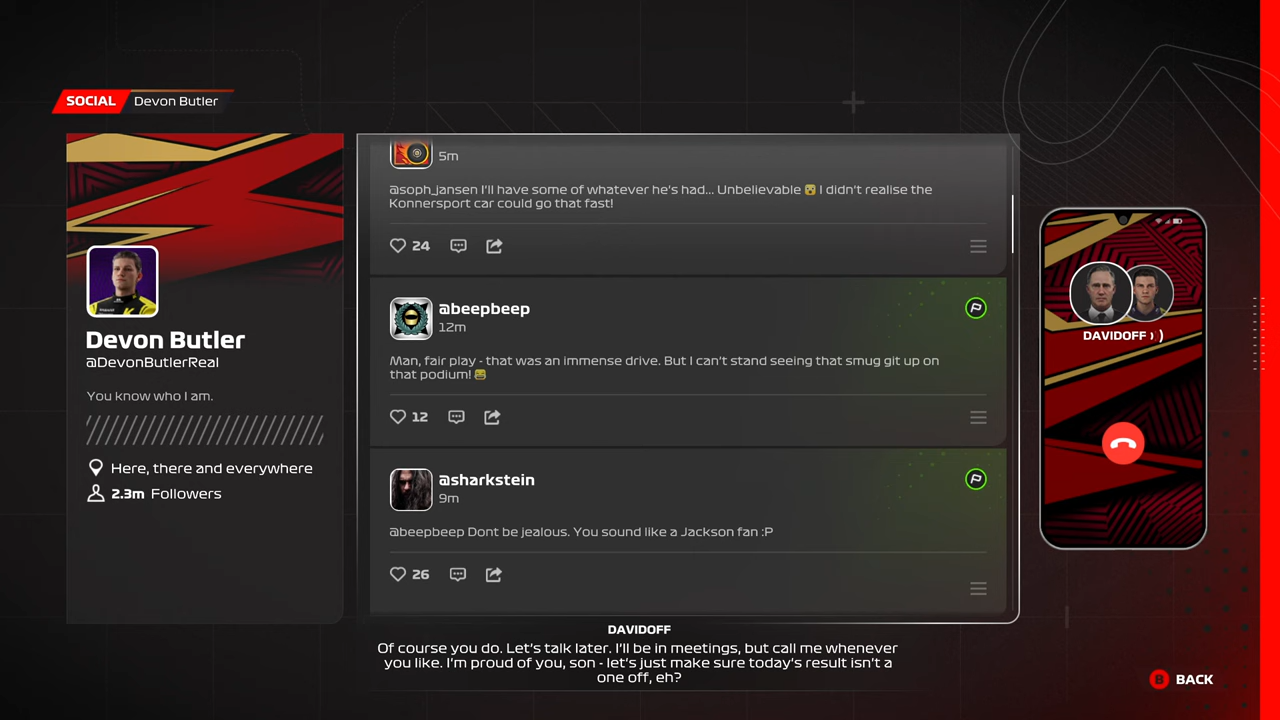 SOCIAL Devon Butler
Devon Butler
@DevonButlerReal
You know who I am.
Here, there and everywhere
2.3m Followers
5m
@soph_jansen I'll have some of whatever he's had... Unbelievable 😮 I didn't realise the
Konnersport car could go that fast!
24
@beepbeep
12m
Man, fair play - that was an immense drive. But I can't stand seeing that smug git up on
that podium! 😆
12
@sharkstein
9m
@beepbeep Dont be jealous. You sound like a Jackson fan :P
26
DAVIDOFF
DAVIDOFF
Of course you do. Let's talk later. I'll be in meetings, but call me whenever
you like. I'm proud of you, son - let's just make sure today's result isn't a
one off, eh?
B BACK